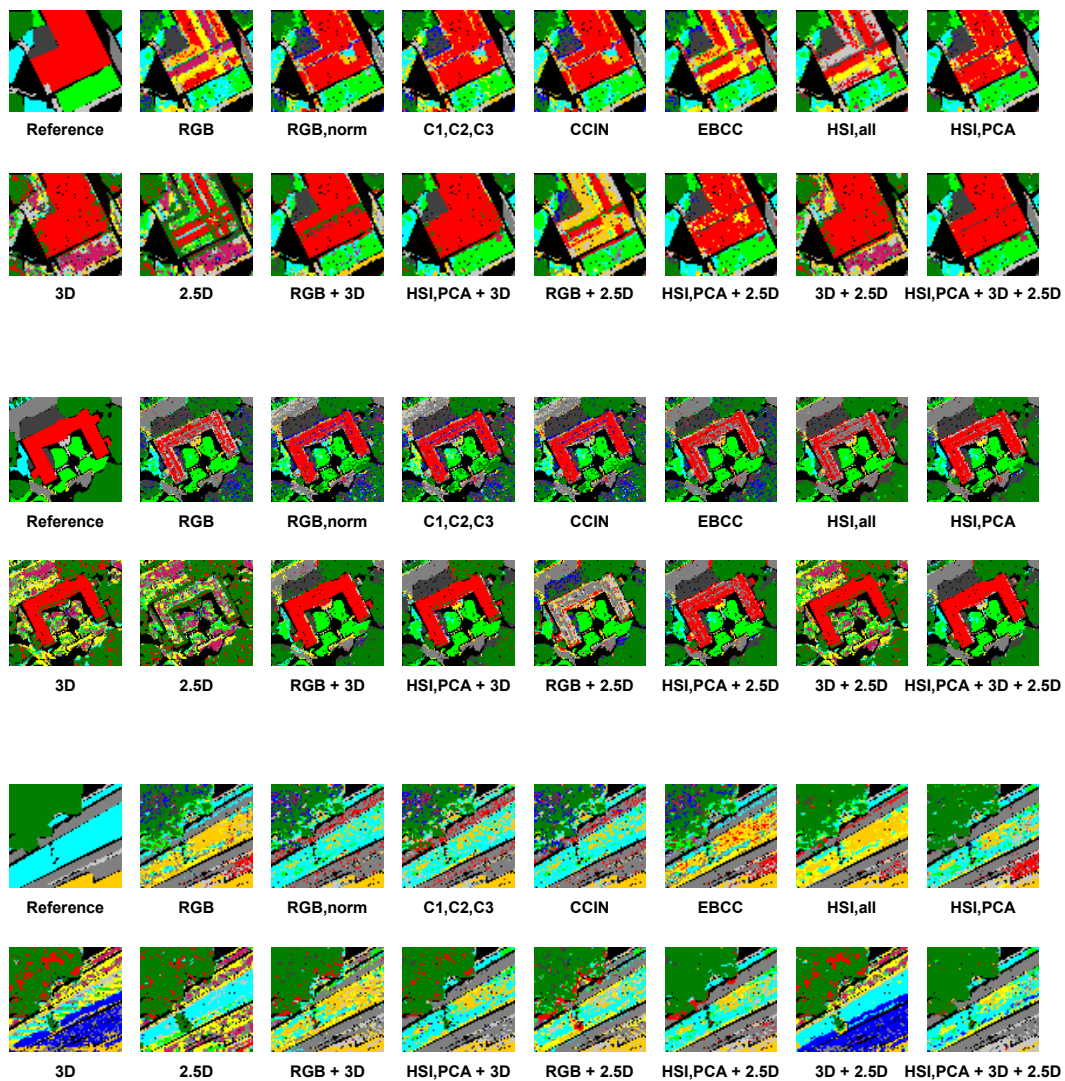 Reference RGB RGB,norm C1,C2,C3 CCIN EBCC HSI,all HSI,PCA
3D 2.5D RGB + 3D HSI,PCA + 3D RGB + 2.5D HSI,PCA + 2.5D 3D + 2.5D HSI,PCA + 3D + 2.5D
Reference RGB RGB,norm C1,C2,C3 CCIN EBCC HSI,all HSI,PCA
3D 2.5D RGB + 3D HSI,PCA + 3D RGB + 2.5D HSI,PCA + 2.5D 3D + 2.5D HSI,PCA + 3D + 2.5D
Reference RGB RGB,norm C1,C2,C3 CCIN EBCC HSI,all HSI,PCA
3D 2.5D RGB + 3D HSI,PCA + 3D RGB + 2.5D HSI,PCA + 2.5D 3D + 2.5D HSI,PCA + 3D + 2.5D